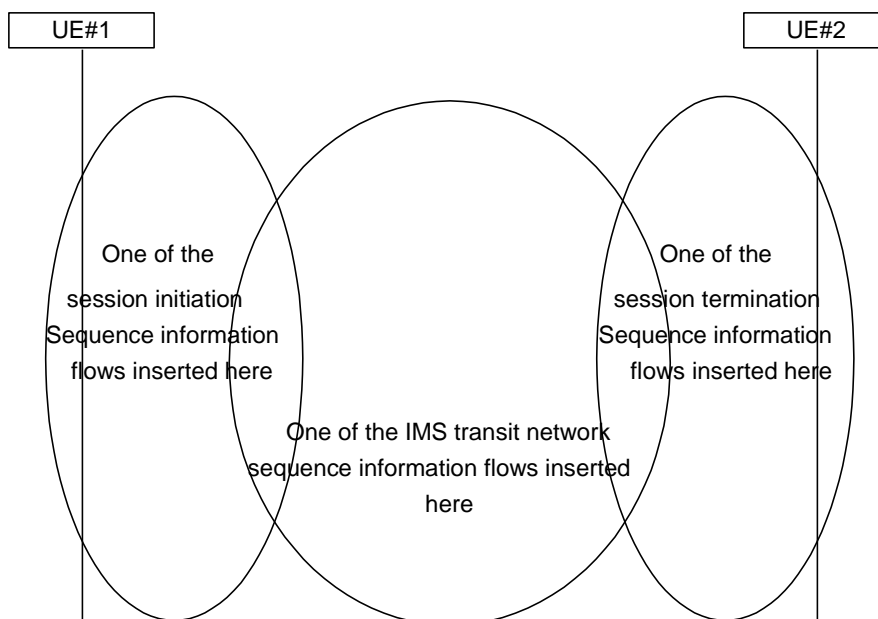 UE#1
UE#2
One of the
session initiation
Sequence information
flows inserted here
One of the
session termination
Sequence information
flows inserted here
One of the IMS transit network
sequence information flows inserted
here